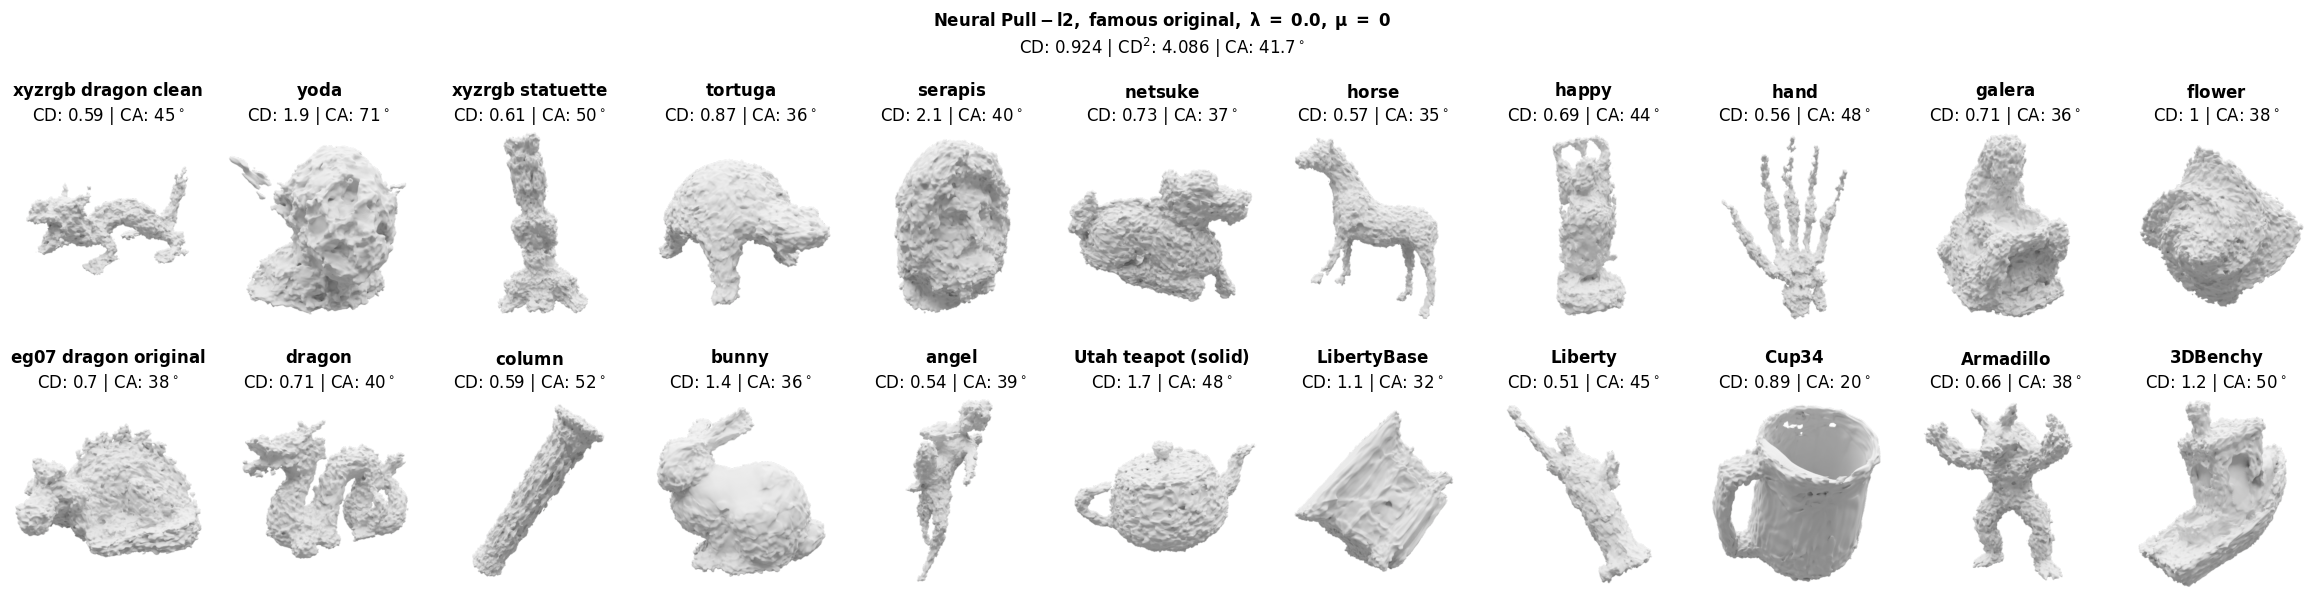 Neural Pull − l2, famous original, λ = 0.0, μ = 0
CD: 0.924 | CD²: 4.086 | CA: 41.7°
xyzrgb dragon clean
CD: 0.59 | CA: 45°
yoda
CD: 1.9 | CA: 71°
xyzrgb statuette
CD: 0.61 | CA: 50°
tortuga
CD: 0.87 | CA: 36°
serapis
CD: 2.1 | CA: 40°
netsuke
CD: 0.73 | CA: 37°
horse
CD: 0.57 | CA: 35°
happy
CD: 0.69 | CA: 44°
hand
CD: 0.56 | CA: 48°
galera
CD: 0.71 | CA: 36°
flower
CD: 1 | CA: 38°
eg07 dragon original
CD: 0.7 | CA: 38°
dragon
CD: 0.71 | CA: 40°
column
CD: 0.59 | CA: 52°
bunny
CD: 1.4 | CA: 36°
angel
CD: 0.54 | CA: 39°
Utah teapot (solid)
CD: 1.7 | CA: 48°
LibertyBase
CD: 1.1 | CA: 32°
Liberty
CD: 0.51 | CA: 45°
Cup34
CD: 0.89 | CA: 20°
Armadillo
CD: 0.66 | CA: 38°
3DBenchy
CD: 1.2 | CA: 50°